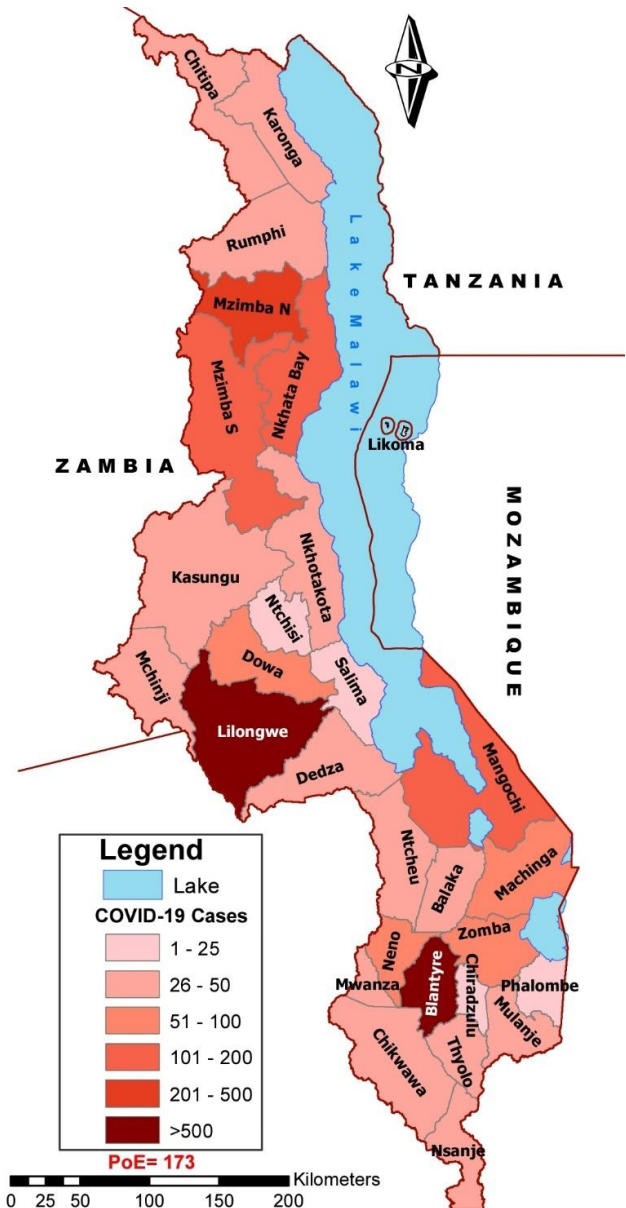 N
Chitipa
Karonga
Rumphi
Lake Malawi
TANZANIA
Mzimba N
Mzimba S
Nkhata Bay
Likoma
ZAMBIA
MOZAMBIQUE
Nkhotakota
Kasungu
Ntchisi
Mchinji
Dowa
Salima
Lilongwe
Dedza
Mangochi
Ntcheu
Balaka
Machinga
Zomba
Neno
Blantyre
Chiradzulu
Phalombe
Mwanza
Mulanje
Thyolo
Chikwawa
Nsanje
Legend
Lake
COVID-19 Cases
1 - 25
26 - 50
51 - 100
101 - 200
201 - 500
>500
PoE= 173
Kilometers
0 25 50 100 150 200